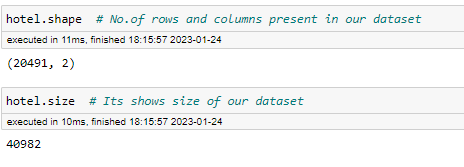 hotel.shape  # No.of rows and columns present in our dataset
executed in 11ms, finished 18:15:57 2023-01-24
(20491, 2)
hotel.size  # Its shows size of our dataset
executed in 10ms, finished 18:15:57 2023-01-24
40982